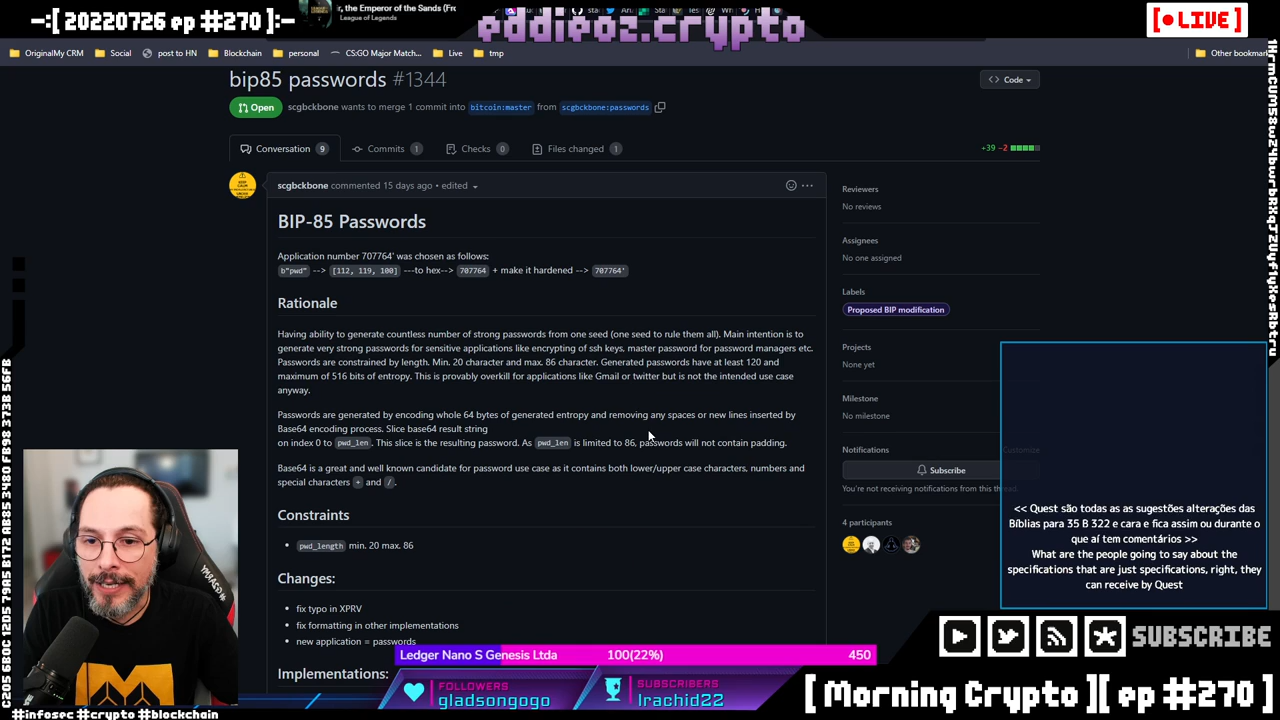 -:[ 20220726 ep #270 ]:-
r, the Emperor of the Sands (Fr
League of Legends
eddieoz.crypto
[ LIVE ]
OriginalMy CRM
Social
post to HN
Blockchain
personal
CS:GO Major Match...
Live
tmp
Other bookmar
bip85 passwords #1344
<> Code
Open
scgbckbone wants to merge 1 commit into bitcoin:master from scgbckbone:passwords
Conversation 9
Commits 1
Checks 0
Files changed 1
+39 −2
scgbckbone commented 15 days ago • edited
BIP-85 Passwords
Application number 707764' was chosen as follows:
b"pwd" --> [112, 119, 100] ---to hex--> 707764 + make it hardened --> 707764'
Rationale
Having ability to generate countless number of strong passwords from one seed (one seed to rule them all). Main intention is to
generate very strong passwords for sensitive applications like encrypting of ssh keys, master password for password managers etc.
Passwords are constrained by length. Min. 20 character and max. 86 character. Generated passwords have at least 120 and
maximum of 516 bits of entropy. This is provably overkill for applications like Gmail or twitter but is not the intended use case
anyway.
Passwords are generated by encoding whole 64 bytes of generated entropy and removing any spaces or new lines inserted by
Base64 encoding process. Slice base64 result string
on index 0 to pwd_len. This slice is the resulting password. As pwd_len is limited to 86, passwords will not contain padding.
Base64 is a great and well known candidate for password use case as it contains both lower/upper case characters, numbers and
special characters + and /.
Constraints
• pwd_length min. 20 max. 86
Changes:
• fix typo in XPRV
• fix formatting in other implementations
• new application = passwords
Implementations:
Reviewers
No reviews
Assignees
No one assigned
Labels
Proposed BIP modification
Projects
None yet
Milestone
No milestone
Notifications
Customize
Subscribe
You're not receiving notifications from this thread.
4 participants
<< Quest são todas as as sugestões alterações das
Bíblias para 35 B 322 e cara e fica assim ou durante o
que aí tem comentários >>
What are the people going to say about the
specifications that are just specifications, right, they
can receive by Quest
Ledger Nano S Genesis Ltda
100(22%)
450
FOLLOWERS
gladsongogo
SUBSCRIBERS
lrachid22
SUBSCRIBE
[ Morning Crypto ][ ep #270 ]
#infosec #crypto #blockchain